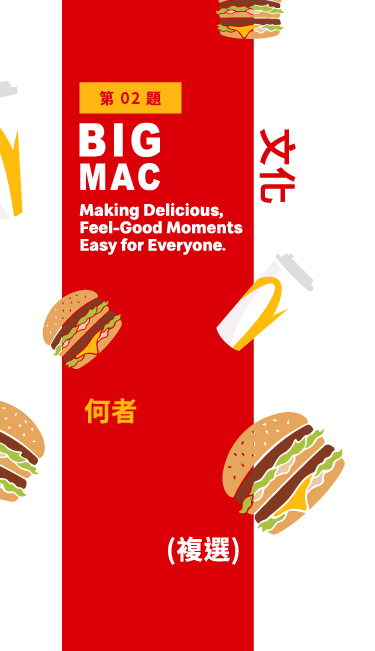 第 02 題
BIG
MAC
文化
Making Delicious,
Feel-Good Moments
Easy for Everyone.
何者
(複選)